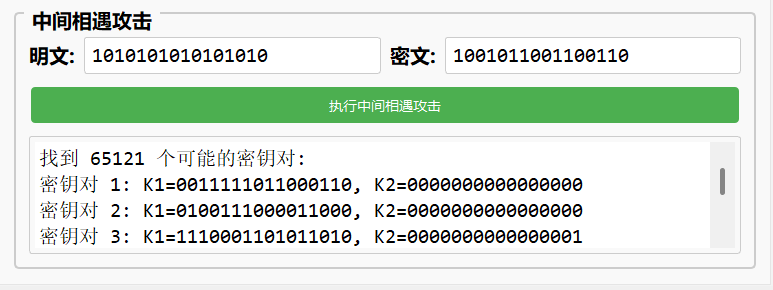 中间相遇攻击
明文: 1010101010101010 密文: 1001011001100110
执行中间相遇攻击
找到 65121 个可能的密钥对:
密钥对 1: K1=0011111011000110, K2=0000000000000000
密钥对 2: K1=0100111000011000, K2=0000000000000000
密钥对 3: K1=1110001101011010, K2=0000000000000001